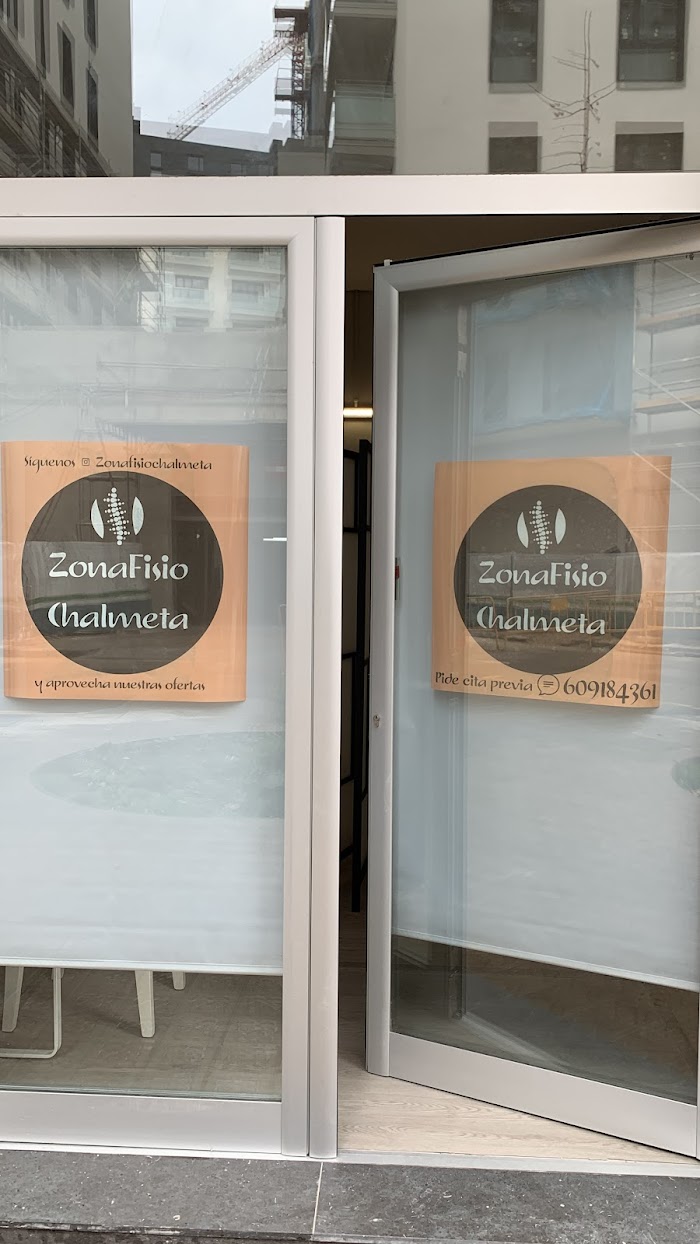 Síguenos Zonafisiochalmeta
ZonaFisio
Chalmeta
y aprovecha nuestras ofertas
ZonaFisio
Chalmeta
Pide cita previa 609184361